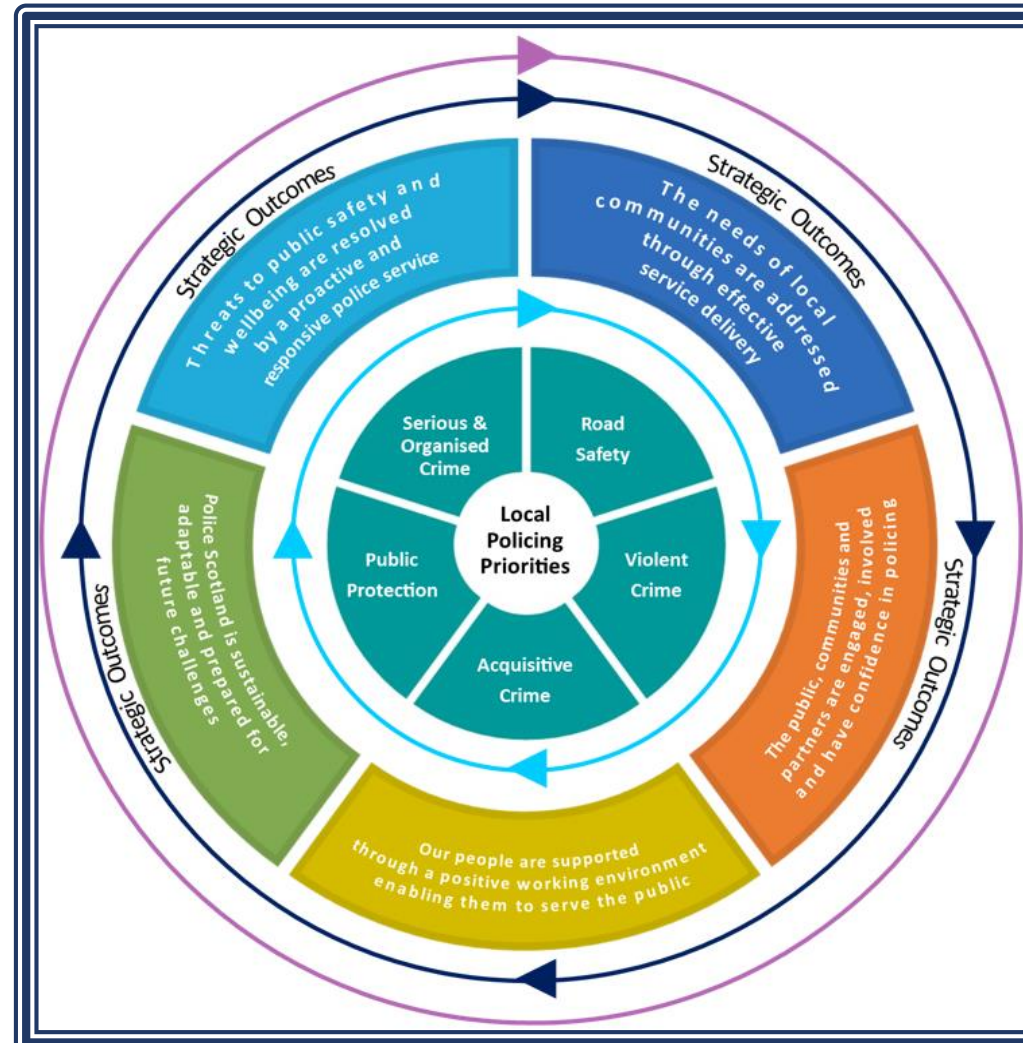 Strategic Outcomes
Threats to public safety and
wellbeing are resolved
by a proactive and
responsive police service
Strategic Outcomes
The needs of local
communities are addressed
through effective
service delivery
Strategic Outcomes
The public, communities and
partners are engaged, involved
and have confidence in policing
Our people are supported
through a positive working environment
enabling them to serve the public
Strategic Outcomes
Police Scotland is sustainable,
adaptable and prepared for
future challenges
Serious &
Organised
Crime
Road
Safety
Violent
Crime
Acquisitive
Crime
Public
Protection
Local
Policing
Priorities